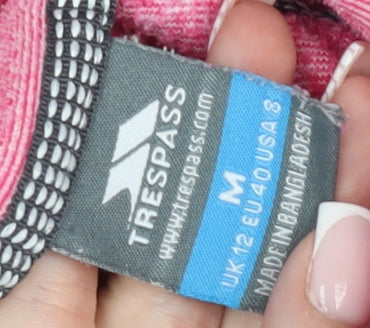 TRESPASS
www.trespass.com
M
UK 12 EU 40 USA 8
MADE IN BANGLADESH